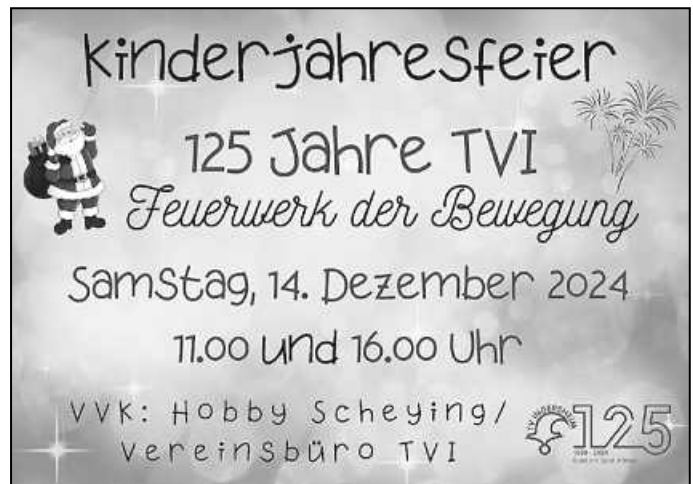 Kinderjahresfeier
125 Jahre TVI
Feuerwerk der Bewegung
Samstag, 14. Dezember 2024
11.00 und 16.00 Uhr
VVK: Hobby Scheying/
Vereinsbüro TVI
125